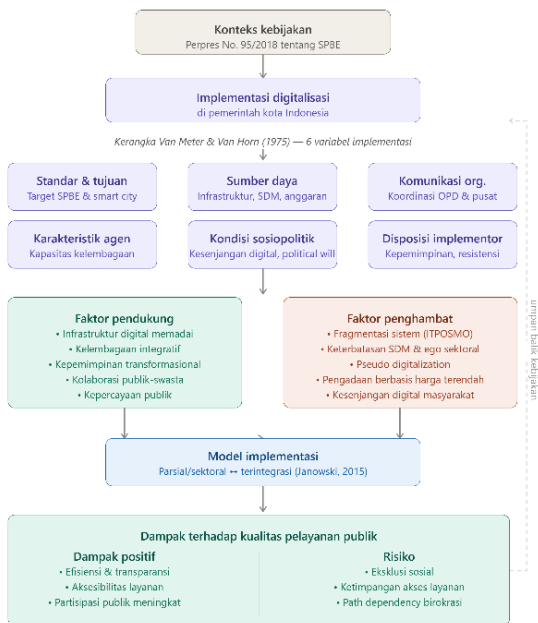 Konteks kebijakan
Perpres No. 95/2018 tentang SPBE
Implementasi digitalisasi
di pemerintah kota Indonesia
Kerangka Van Meter & Van Horn (1975) — 6 variabel implementasi
Standar & tujuan
Target SPBE & smart city
Sumber daya
Infrastruktur, SDM, anggaran
Komunikasi org.
Koordinasi OPD & pusat
Karakteristik agen
Kapasitas kelembagaan
Kondisi sosiopolitik
Kesenjangan digital, political will
Disposisi implementor
Kepemimpinan, resistensi
Faktor pendukung
• Infrastruktur digital memadai
• Kelembagaan integratif
• Kepemimpinan transformasional
• Kolaborasi publik-swasta
• Kepercayaan publik
Faktor penghambat
• Fragmentasi sistem (ITPOSMO)
• Keterbatasan SDM & ego sektoral
• Pseudo digitalization
• Pengadaan berbasis harga terendah
• Kesenjangan digital masyarakat
umpan balik kebijakan
Model implementasi
Parsial/sektoral ↔ terintegrasi (Janowski, 2015)
Dampak terhadap kualitas pelayanan publik
Dampak positif
• Efisiensi & transparansi
• Aksesibilitas layanan
• Partisipasi publik meningkat
Risiko
• Eksklusi sosial
• Ketimpangan akses layanan
• Path dependency birokrasi